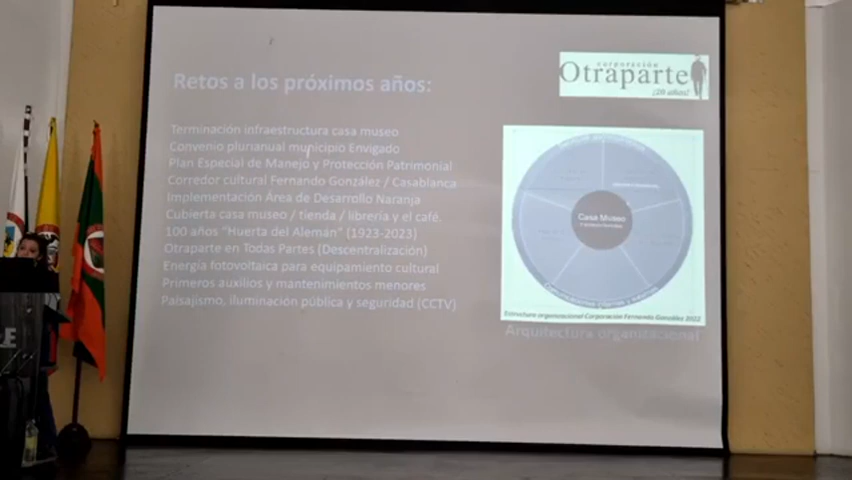 Retos a los próximos años:
corporación
Otraparte
¡20 años!
Terminación infraestructura casa museo
Convenio plurianual municipio Envigado
Plan Especial de Manejo y Protección Patrimonial
Corredor cultural Fernando González / Casablanca
Implementación Área de Desarrollo Naranja
Cubierta casa museo / tienda / librería y el café.
100 años "Huerta del Alemán" (1923-2023)
Otraparte en Todas Partes (Descentralización)
Energía fotovoltaica para equipamiento cultural
Primeros auxilios y mantenimientos menores
Paisajismo, iluminación pública y seguridad (CCTV)
Casa Museo
Estructura organizacional Corporación Fernando González 2022
Arquitectura organizacional